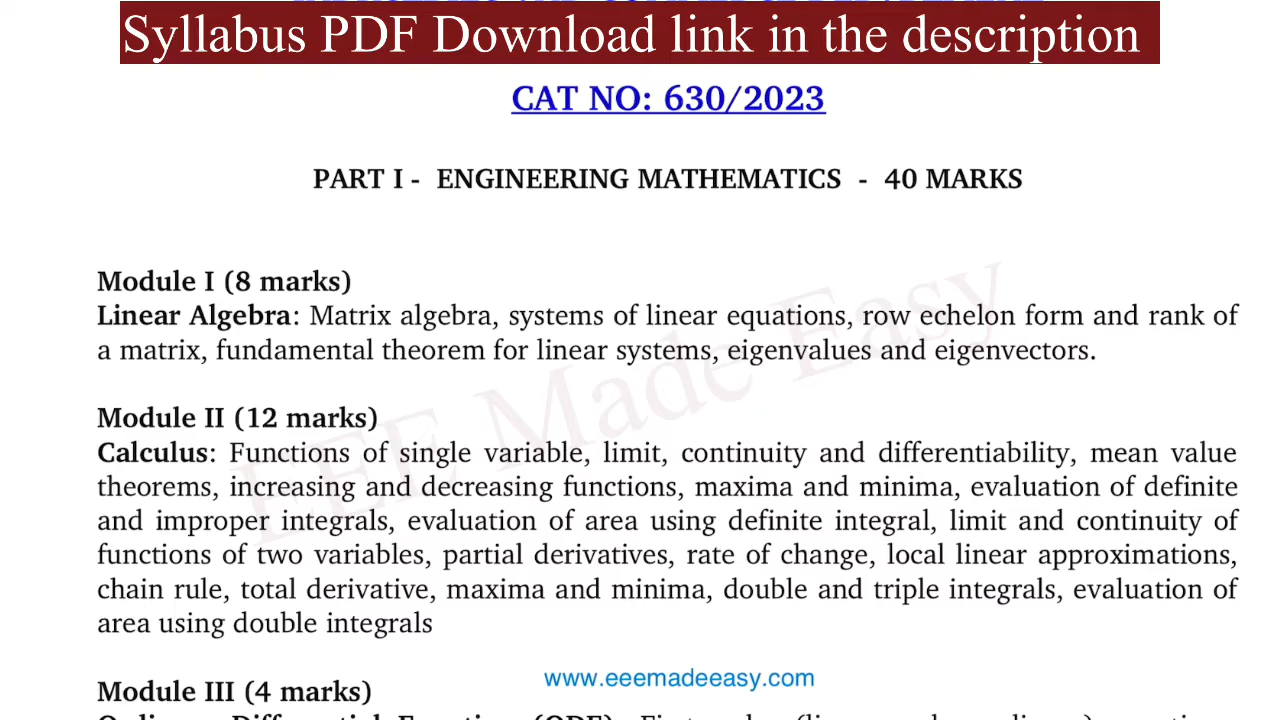 Syllabus PDF Download link in the description
CAT NO: 630/2023
PART I - ENGINEERING MATHEMATICS - 40 MARKS
Module I (8 marks)
Linear Algebra: Matrix algebra, systems of linear equations, row echelon form and rank of
a matrix, fundamental theorem for linear systems, eigenvalues and eigenvectors.
EEE Made Easy
Module II (12 marks)
Calculus: Functions of single variable, limit, continuity and differentiability, mean value
theorems, increasing and decreasing functions, maxima and minima, evaluation of definite
and improper integrals, evaluation of area using definite integral, limit and continuity of
functions of two variables, partial derivatives, rate of change, local linear approximations,
chain rule, total derivative, maxima and minima, double and triple integrals, evaluation of
area using double integrals
www.eeemadeeasy.com
Module III (4 marks)